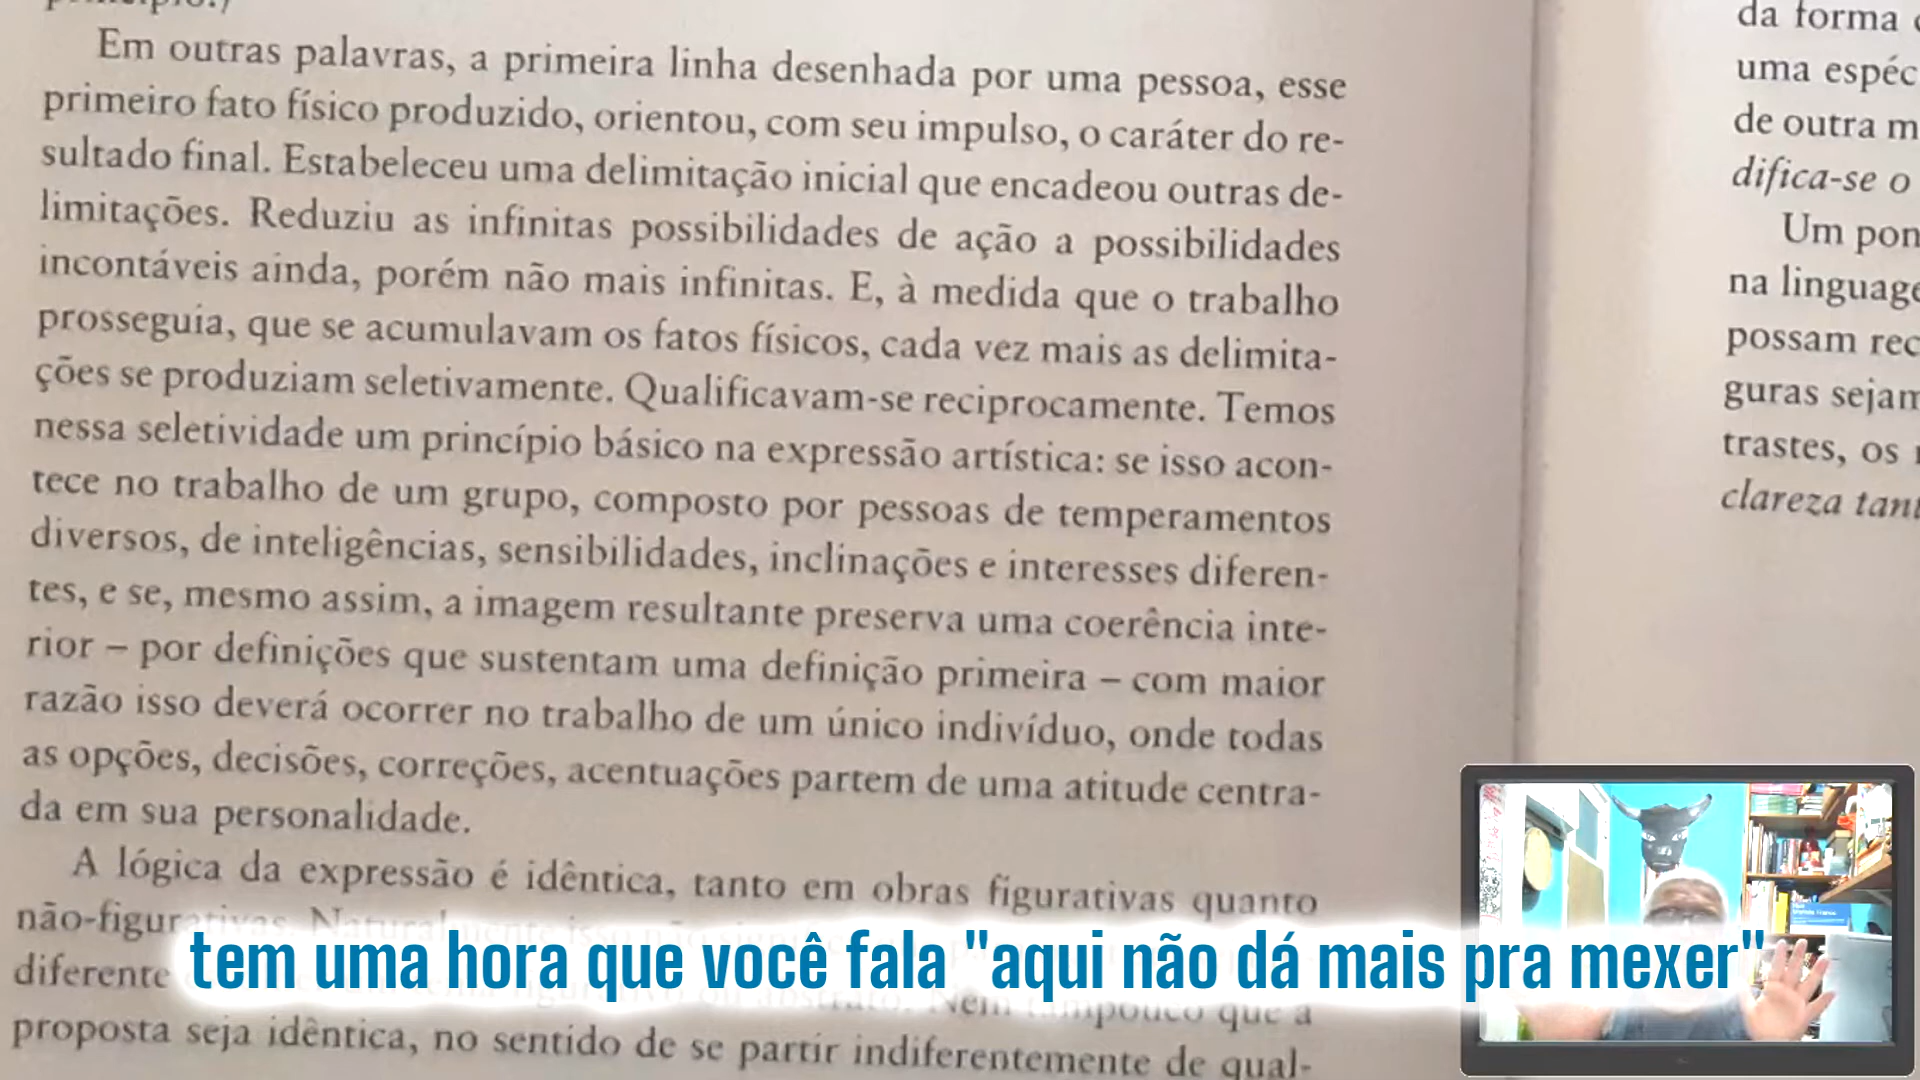 Em outras palavras, a primeira linha desenhada por uma pessoa, esse
primeiro fato físico produzido, orientou, com seu impulso, o caráter do re-
sultado final. Estabeleceu uma delimitação inicial que encadeou outras de-
limitações. Reduziu as infinitas possibilidades de ação a possibilidades
incontáveis ainda, porém não mais infinitas. E, à medida que o trabalho
prosseguia, que se acumulavam os fatos físicos, cada vez mais as delimita-
ções se produziam seletivamente. Qualificavam-se reciprocamente. Temos
nessa seletividade um princípio básico na expressão artística: se isso acon-
tece no trabalho de um grupo, composto por pessoas de temperamentos
diversos, de inteligências, sensibilidades, inclinações e interesses diferen-
tes, e se, mesmo assim, a imagem resultante preserva uma coerência inte-
rior – por definições que sustentam uma definição primeira – com maior
razão isso deverá ocorrer no trabalho de um único indivíduo, onde todas
as opções, decisões, correções, acentuações partem de uma atitude centra-
da em sua personalidade.
A lógica da expressão é idêntica, tanto em obras figurativas quanto
não-figurativas. Naturalmente isso não
diferente
Nem tampouco que a
proposta seja idêntica, no sentido de se partir indiferentemente de qual-
da forma
uma espéc
de outra m
difica-se o
Um pon
na linguage
possam rec
guras sejam
trastes, os
clareza tant
tem uma hora que você fala "aqui não dá mais pra mexer"